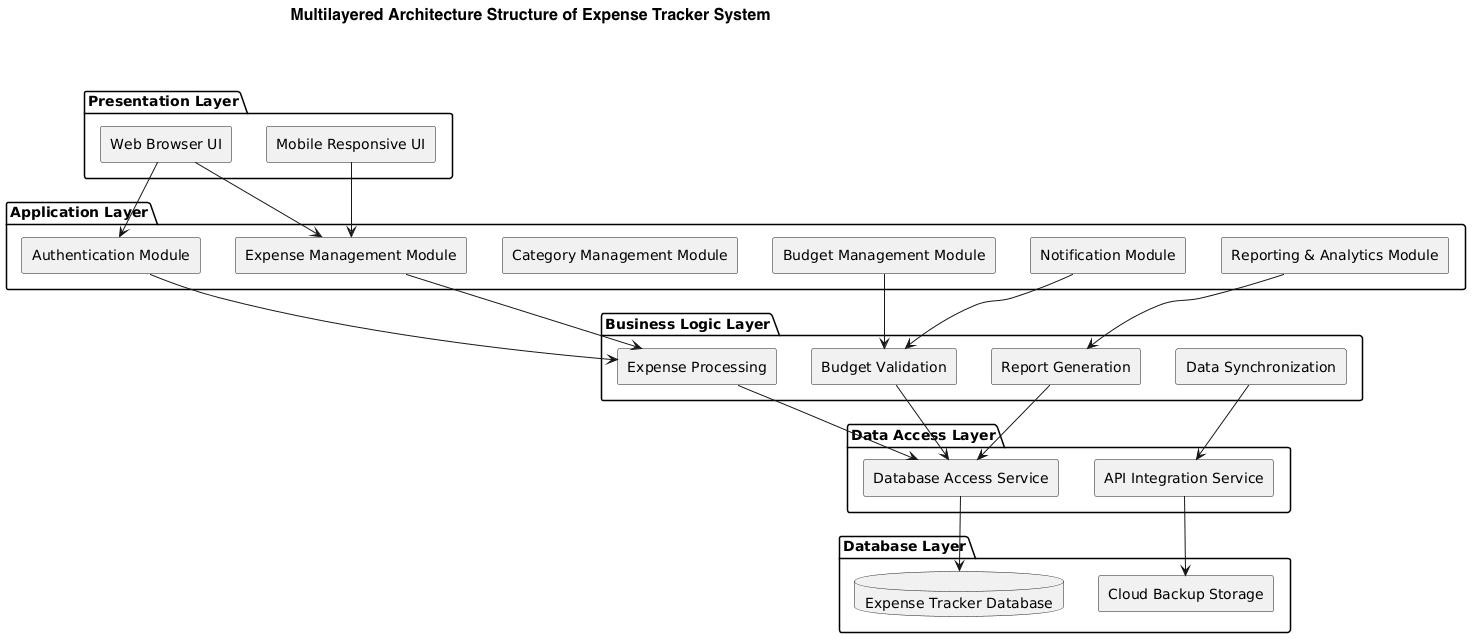 Multilayered Architecture Structure of Expense Tracker System
Presentation Layer
Web Browser UI
Mobile Responsive UI
Application Layer
Authentication Module
Expense Management Module
Category Management Module
Budget Management Module
Notification Module
Reporting & Analytics Module
Business Logic Layer
Expense Processing
Budget Validation
Report Generation
Data Synchronization
Data Access Layer
Database Access Service
API Integration Service
Database Layer
Expense Tracker Database
Cloud Backup Storage